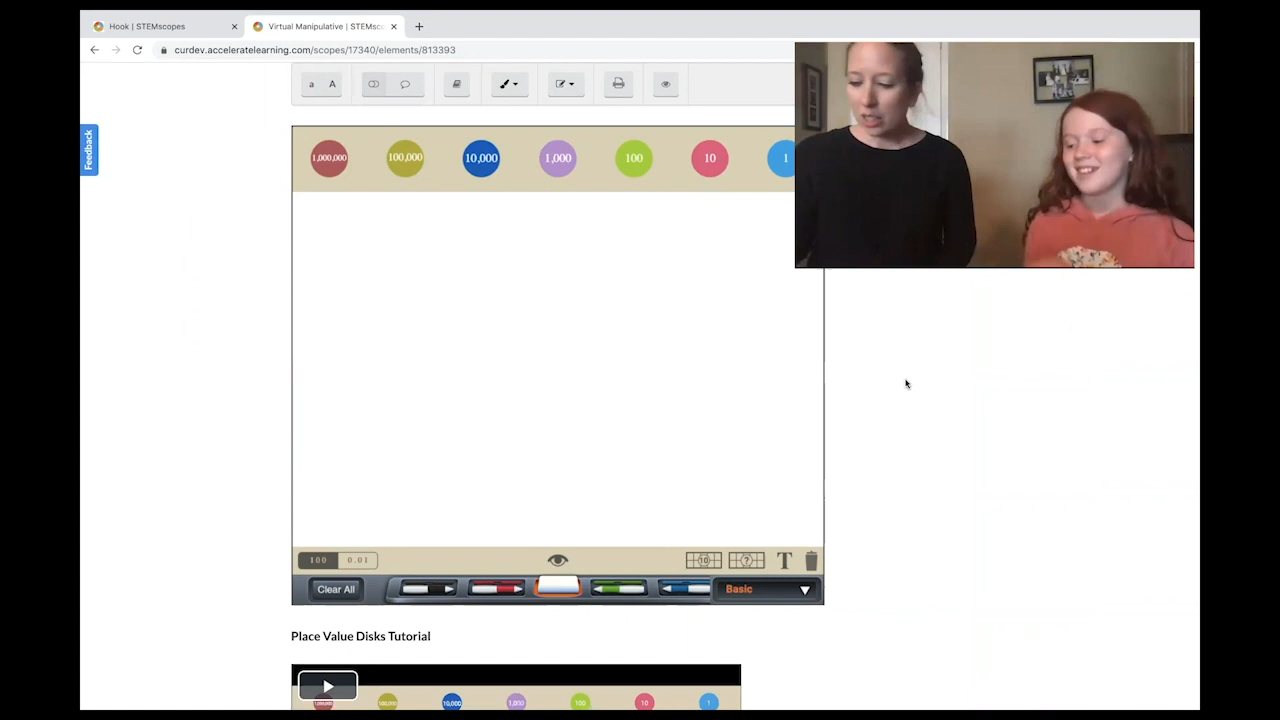 Hook | STEMscopes
Virtual Manipulative | STEMsc
curdev.acceleratelearning.com/scopes/17340/elements/813393
a A
Feedback
1,000,000 100,000 10,000 1,000 100 10 1
100 0.01 10 ? T
Clear All Basic
Place Value Disks Tutorial
1,000,000 100,000 10,000 1,000 100 10 1